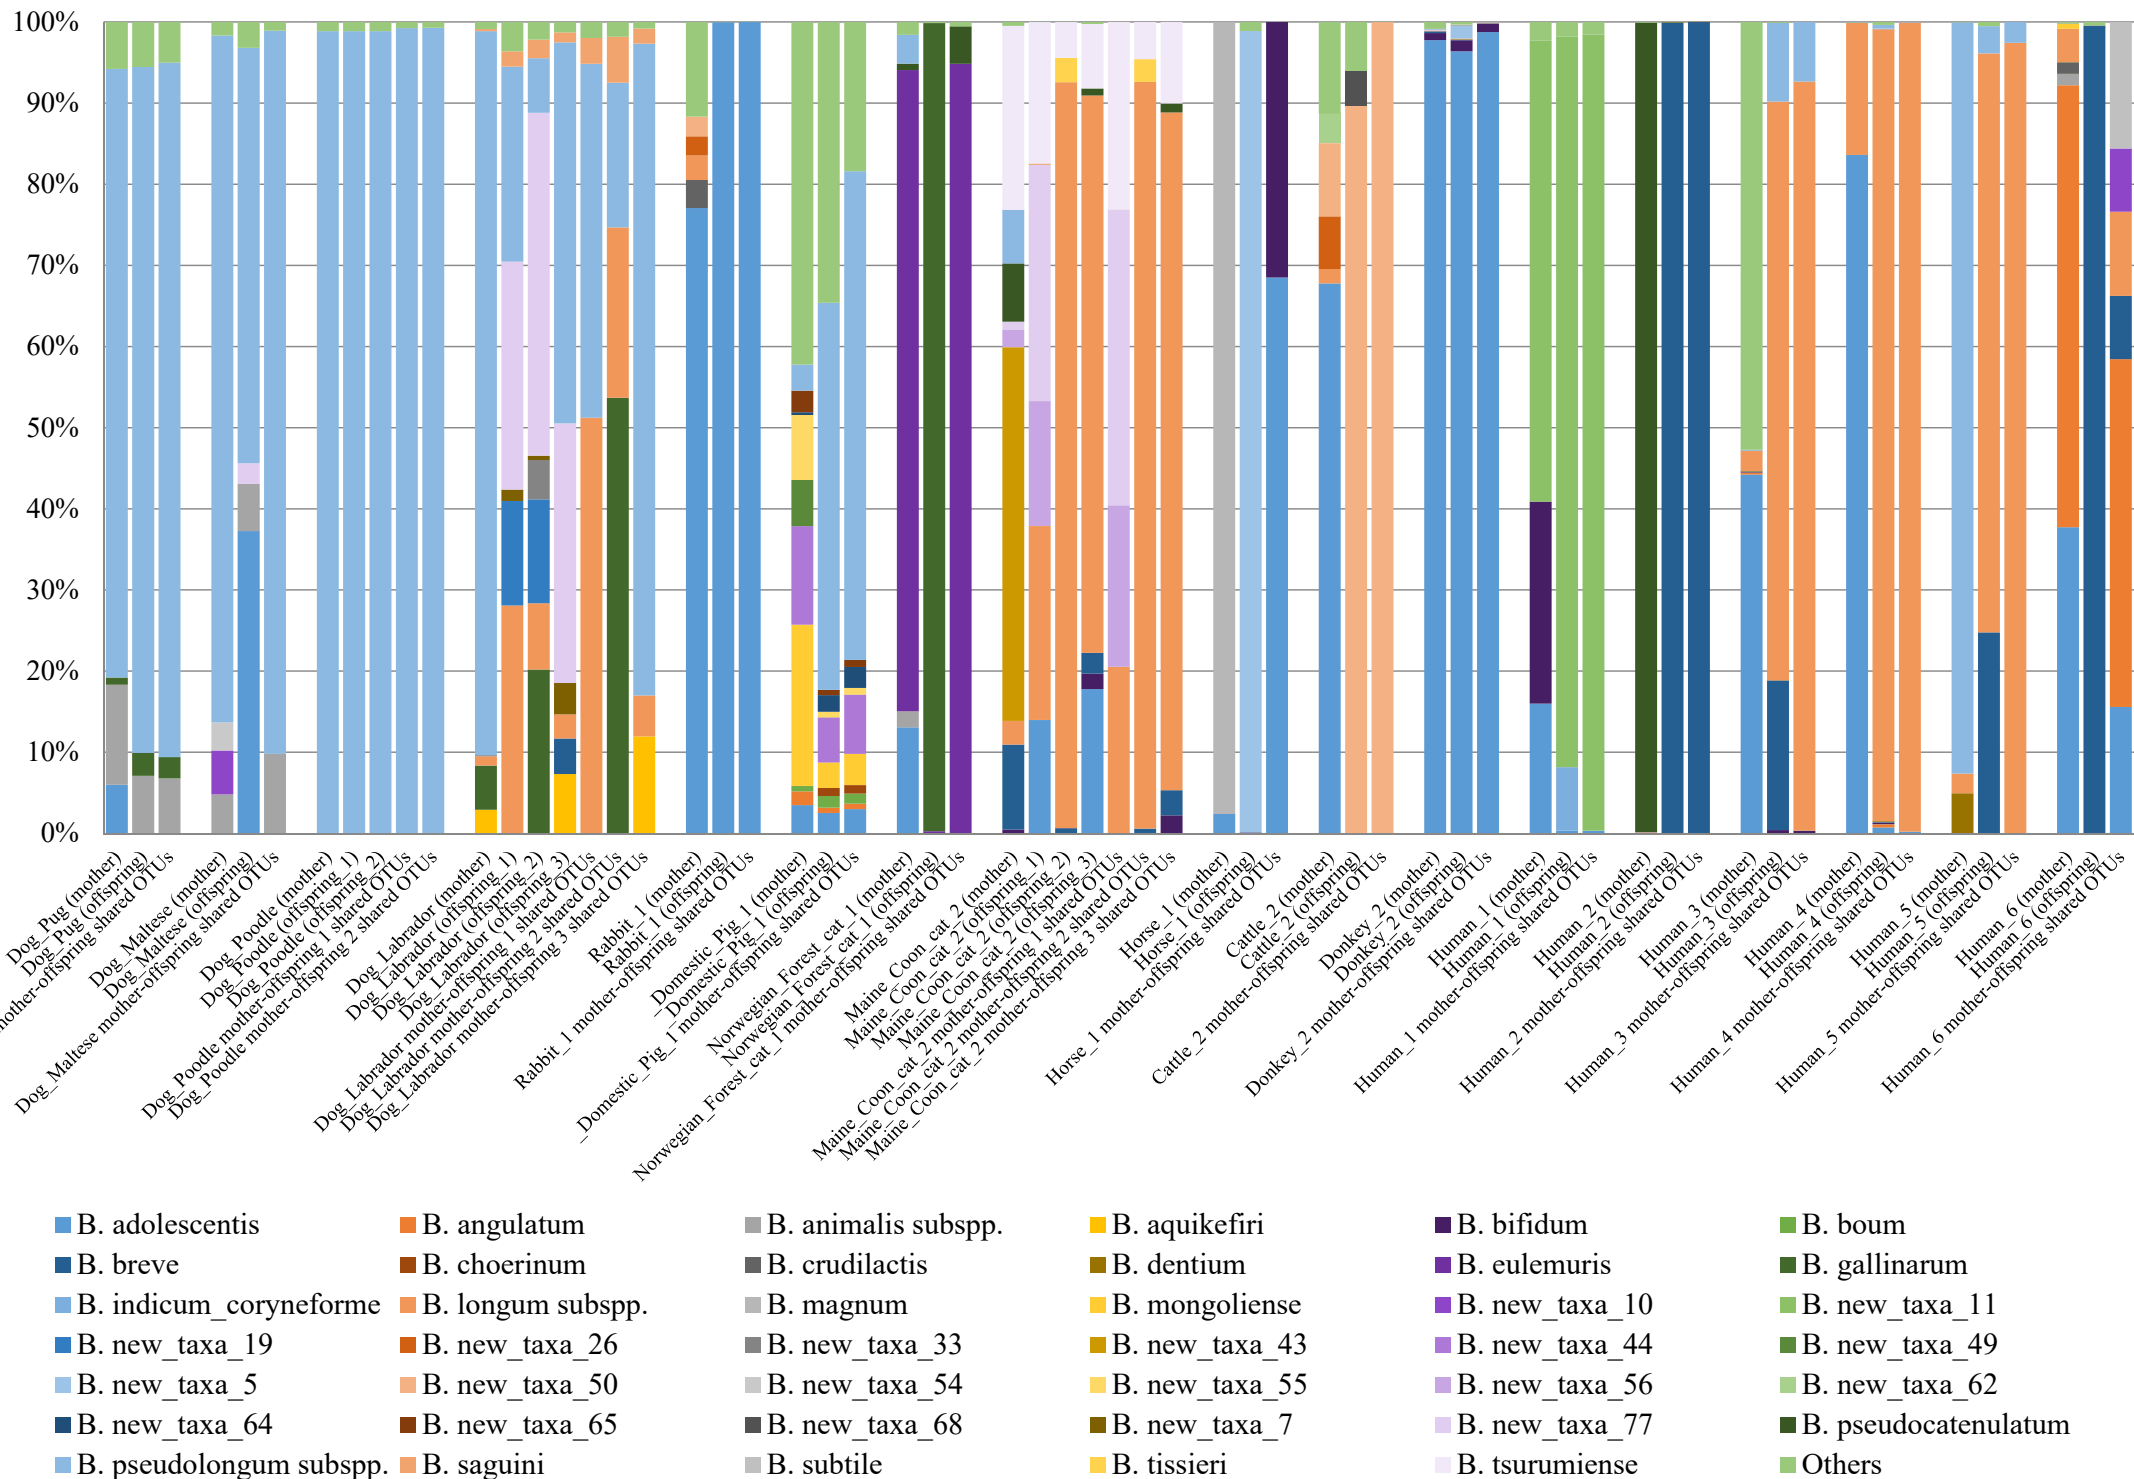 100%
90%
80%
70%
60%
50%
40%
30%
20%
10%
0%
Dog_Pug (mother)
Dog_Pug (offspring)
mother-offspring shared OTUs
Dog_Maltese (mother)
Dog_Maltese (offspring)
Dog_Maltese mother-offspring shared OTUs
Dog_Poodle (mother)
Dog_Poodle (offspring_1)
Dog_Poodle (offspring_2)
Dog_Poodle mother-offspring 1 shared OTUs
Dog_Poodle mother-offspring 2 shared OTUs
Dog_Labrador (mother)
Dog_Labrador (offspring_1)
Dog_Labrador (offspring_2)
Dog_Labrador (offspring_3)
Dog_Labrador mother-offspring 1 shared OTUs
Dog_Labrador mother-offspring 2 shared OTUs
Dog_Labrador mother-offspring 3 shared OTUs
Rabbit_1 (mother)
Rabbit_1 (offspring)
Rabbit_1 mother-offspring shared OTUs
_Domestic_Pig_1 (mother)
_Domestic_Pig_1 (offspring)
_Domestic_Pig_1 mother-offspring shared OTUs
Norwegian_Forest_cat_1 (mother)
Norwegian_Forest_cat_1 (offspring)
Norwegian_Forest_cat_1 mother-offspring shared OTUs
Maine_Coon_cat_2 (mother)
Maine_Coon_cat_2 (offspring_1)
Maine_Coon_cat_2 (offspring_2)
Maine_Coon_cat_2 (offspring_3)
Maine_Coon_cat_2 mother-offspring 1 shared OTUs
Maine_Coon_cat_2 mother-offspring 2 shared OTUs
Maine_Coon_cat_2 mother-offspring 3 shared OTUs
Horse_1 (mother)
Horse_1 (offspring)
Horse_1 mother-offspring shared OTUs
Cattle_2 (mother)
Cattle_2 (offspring)
Cattle_2 mother-offspring shared OTUs
Donkey_2 (mother)
Donkey_2 (offspring)
Donkey_2 mother-offspring shared OTUs
Human_1 (mother)
Human_1 (offspring)
Human_1 mother-offspring shared OTUs
Human_2 (mother)
Human_2 (offspring)
Human_2 mother-offspring shared OTUs
Human_3 (mother)
Human_3 (offspring)
Human_3 mother-offspring shared OTUs
Human_4 (mother)
Human_4 (offspring)
Human_4 mother-offspring shared OTUs
Human_5 (mother)
Human_5 (offspring)
Human_5 mother-offspring shared OTUs
Human_6 (mother)
Human_6 (offspring)
Human_6 mother-offspring shared OTUs
B. adolescentis B. angulatum B. animalis subspp. B. aquikefiri B. bifidum B. boum
B. breve B. choerinum B. crudilactis B. dentium B. eulemuris B. gallinarum
B. indicum_coryneforme B. longum subspp. B. magnum B. mongoliense B. new_taxa_10 B. new_taxa_11
B. new_taxa_19 B. new_taxa_26 B. new_taxa_33 B. new_taxa_43 B. new_taxa_44 B. new_taxa_49
B. new_taxa_5 B. new_taxa_50 B. new_taxa_54 B. new_taxa_55 B. new_taxa_56 B. new_taxa_62
B. new_taxa_64 B. new_taxa_65 B. new_taxa_68 B. new_taxa_7 B. new_taxa_77 B. pseudocatenulatum
B. pseudolongum subspp. B. saguini B. subtile B. tissieri B. tsurumiense Others